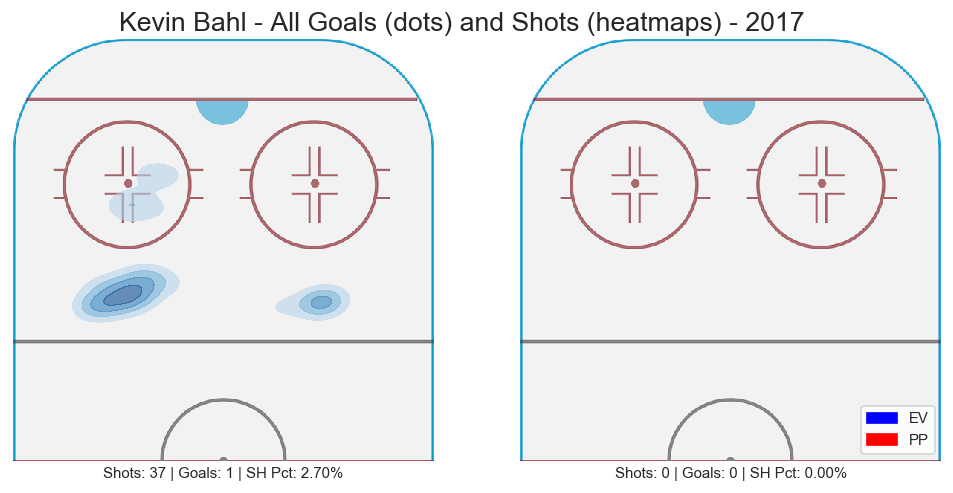 Kevin Bahl - All Goals (dots) and Shots (heatmaps) - 2017
EV
PP
Shots: 37 | Goals: 1 | SH Pct: 2.70%
Shots: 0 | Goals: 0 | SH Pct: 0.00%